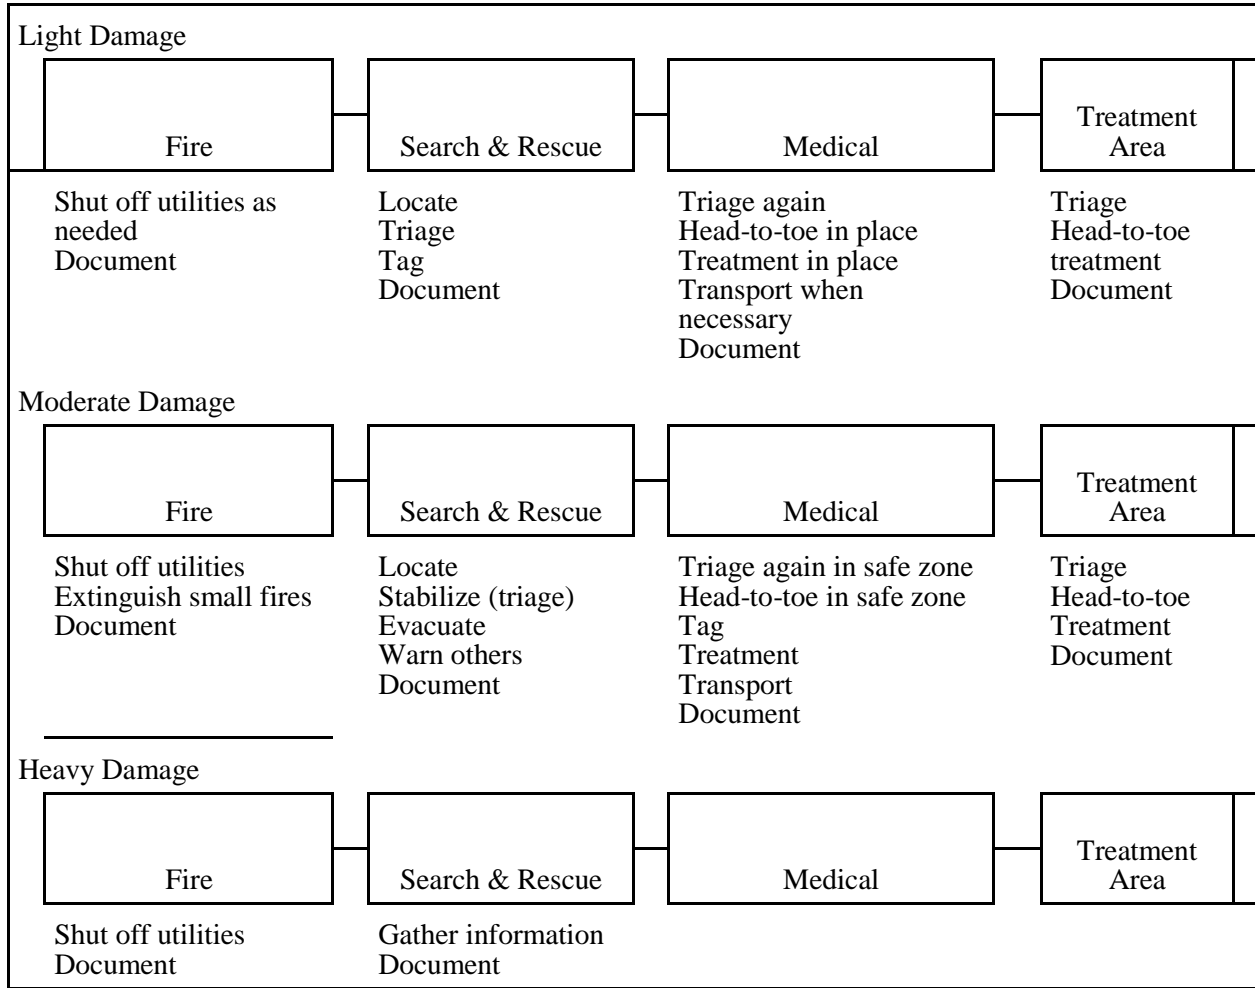 Light Damage
Fire
Search & Rescue
Medical
Treatment
Area
Shut off utilities as
needed
Document
Locate
Triage
Tag
Document
Triage again
Head-to-toe in place
Treatment in place
Transport when
necessary
Document
Triage
Head-to-toe
treatment
Document
Moderate Damage
Fire
Search & Rescue
Medical
Treatment
Area
Shut off utilities
Extinguish small fires
Document
Locate
Stabilize (triage)
Evacuate
Warn others
Document
Triage again in safe zone
Head-to-toe in safe zone
Tag
Treatment
Transport
Document
Triage
Head-to-toe
Treatment
Document
Heavy Damage
Fire
Search & Rescue
Medical
Treatment
Area
Shut off utilities
Document
Gather information
Document